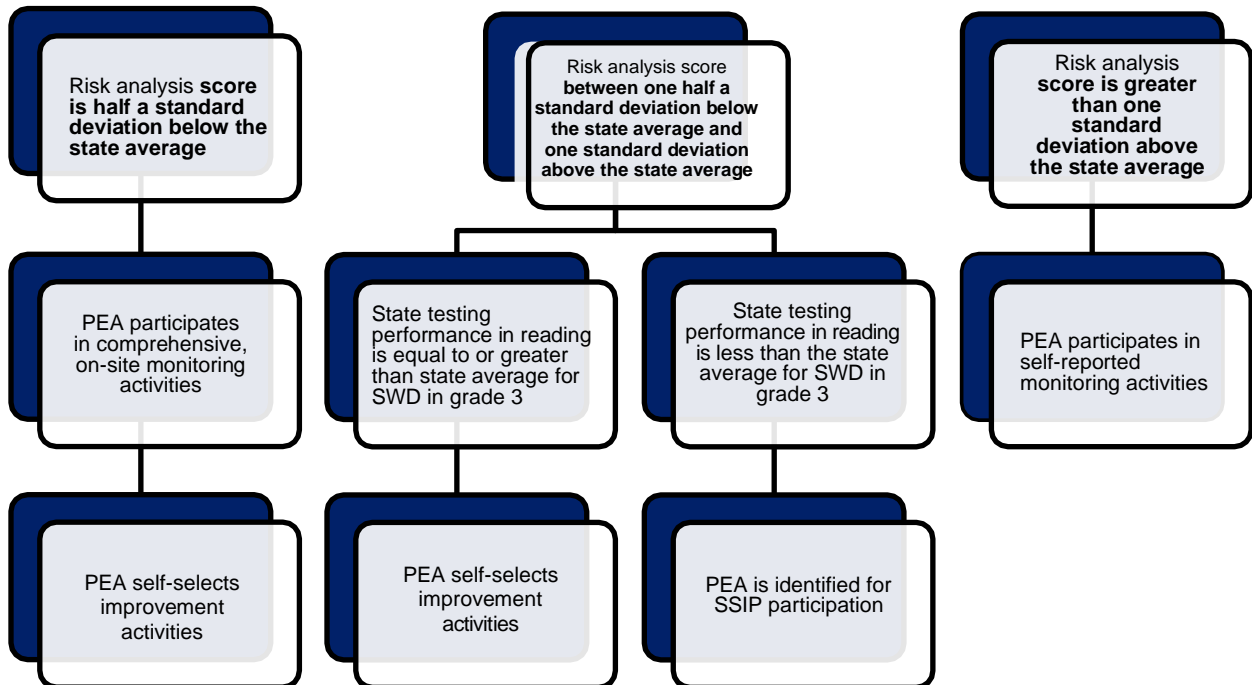 Risk analysis score
is half a standard
deviation below the
state average
Risk analysis score
between one half a
standard deviation below
the state average and
one standard deviation
above the state average
Risk analysis
score is greater
than one
standard
deviation above
the state average
PEA participates
in comprehensive,
on-site monitoring
activities
State testing
performance in reading
is equal to or greater
than state average for
SWD in grade 3
State testing
performance in reading
is less than the state
average for SWD in
grade 3
PEA participates in
self-reported
monitoring activities
PEA self-selects
improvement
activities
PEA self-selects
improvement
activities
PEA is identified for
SSIP participation